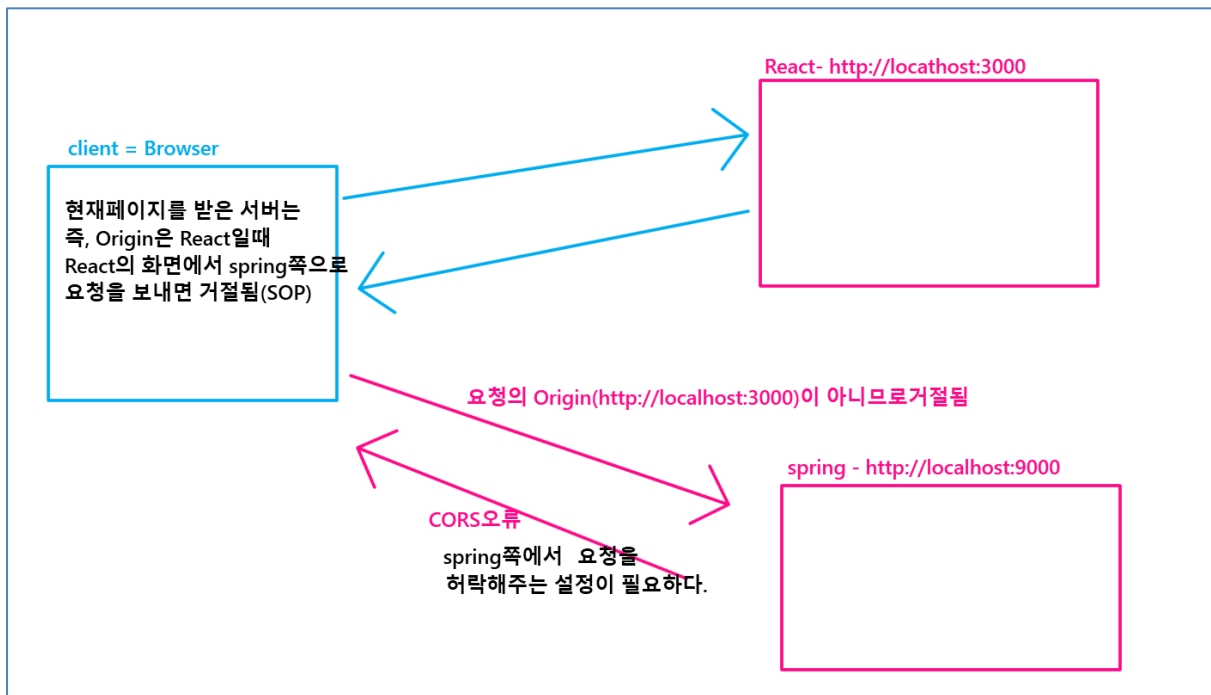 React- http://locathost:3000
client = Browser
현재페이지를 받은 서버는
즉, Origin은 React일때
React의 화면에서 spring쪽으로
요청을 보내면 거절됨(SOP)
요청의 Origin(http://localhost:3000)이 아니므로거절됨
spring - http://localhost:9000
CORS오류
spring쪽에서 요청을
허락해주는 설정이 필요하다.